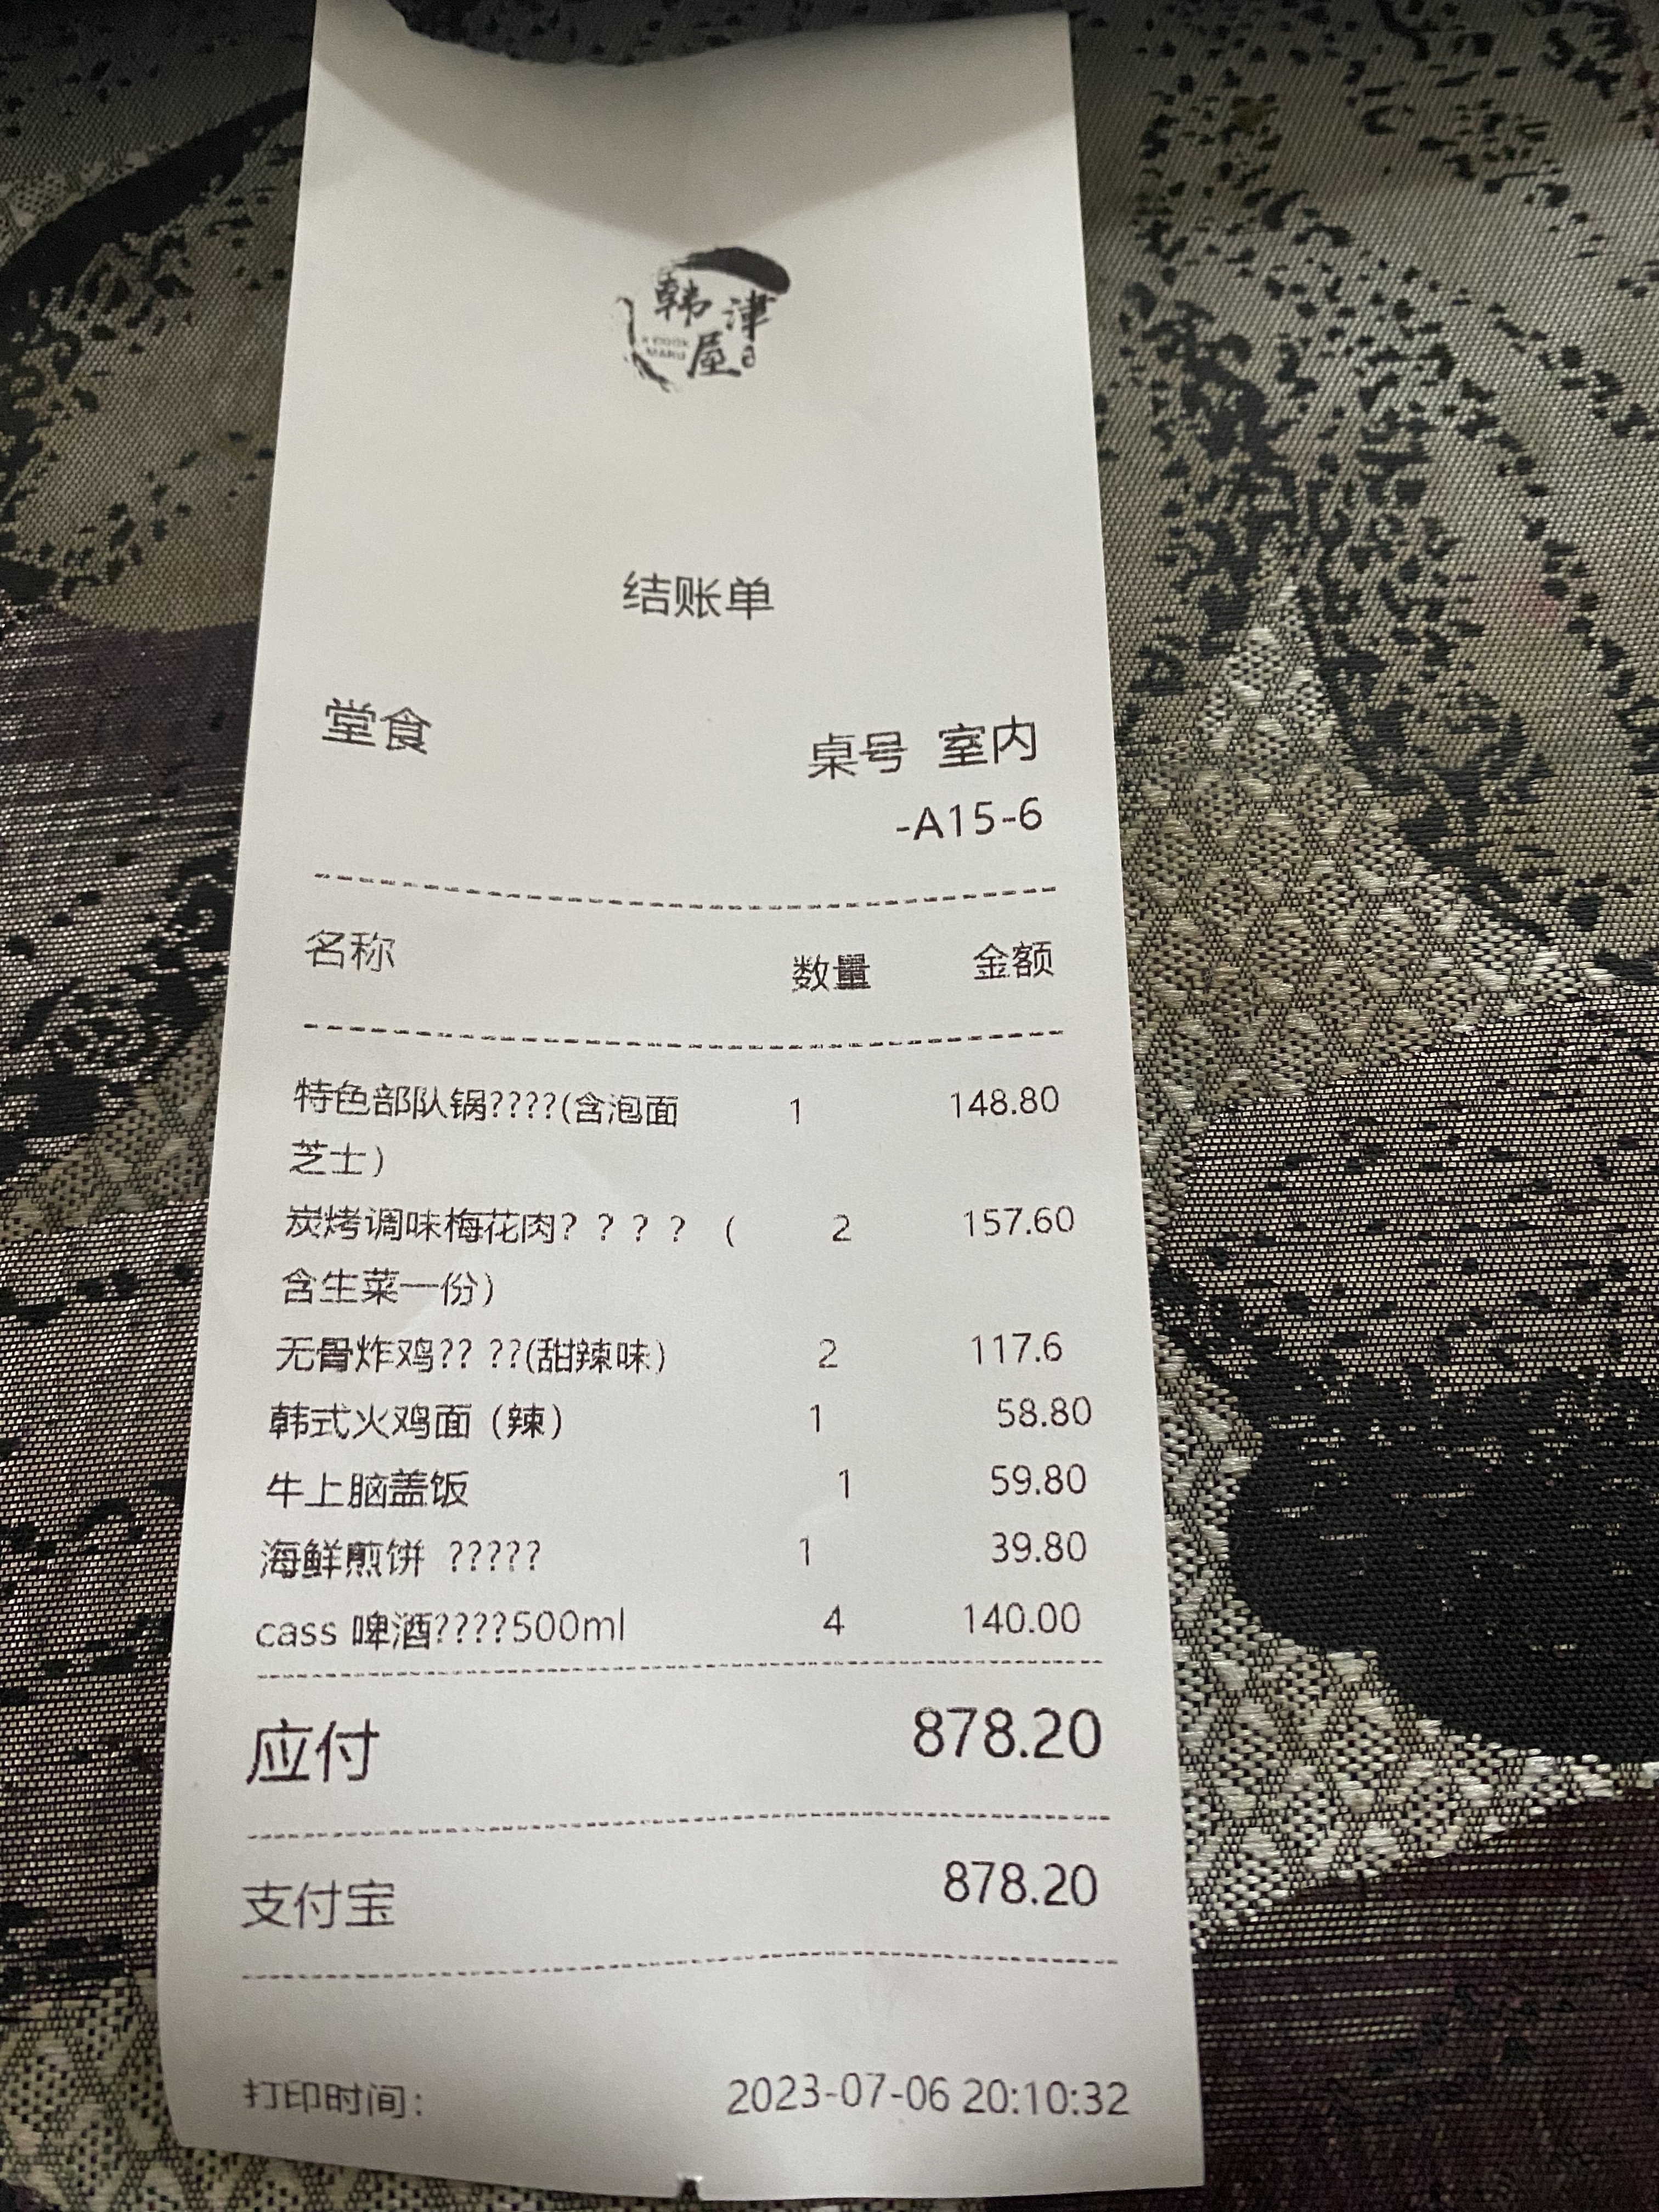 韩津
屋
结账单
堂食
桌号 室内
-A15-6
名称 数量 金额
特色部队锅????(含泡面 1 148.80
芝士)
炭烤调味梅花肉？？？？（ 2 157.60
含生菜一份）
无骨炸鸡?? ??(甜辣味） 2 117.6
韩式火鸡面（辣） 1 58.80
牛上脑盖饭 1 59.80
海鲜煎饼 ????? 1 39.80
cass 啤酒????500ml 4 140.00
应付 878.20
支付宝 878.20
打印时间： 2023-07-06 20:10:32